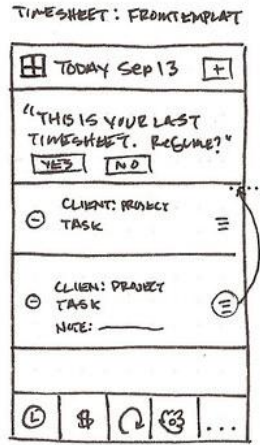 TIMESHEET: FROMTEMPLAT
TODAY Sep 13 +
"THIS IS YOUR LAST
TIMESHEET. ReSUME?"
YES NO
CLIENT: PROJECT
TASK
CLIEN: PROJECT
TASK
NOTE:
$ ...